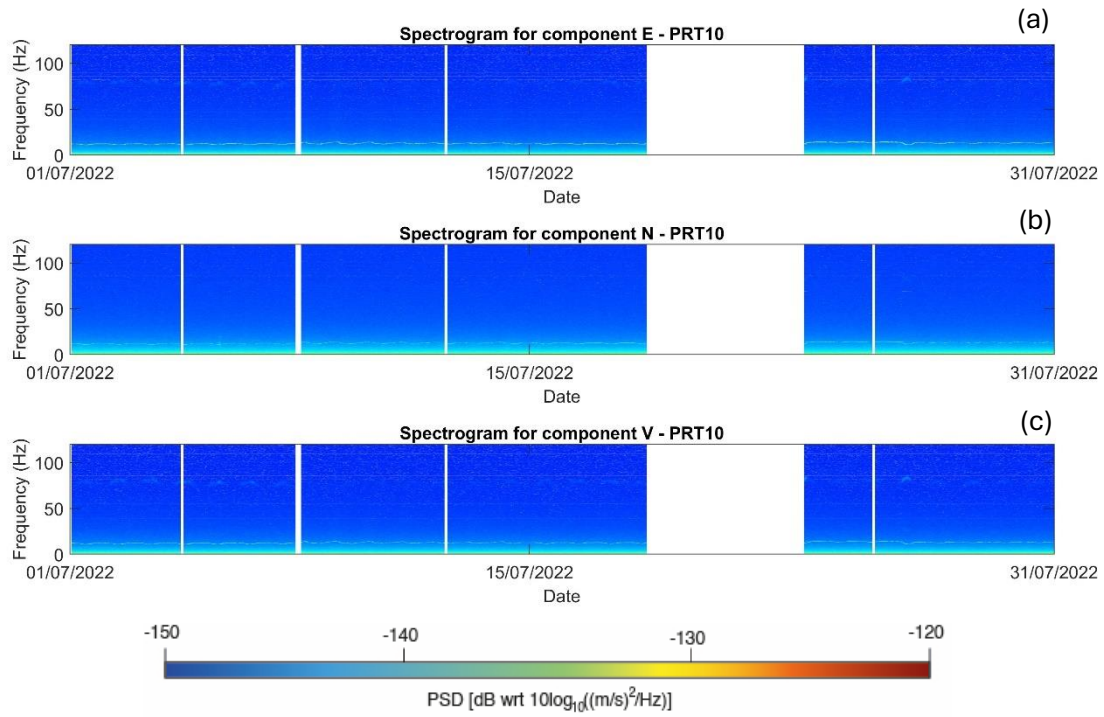 (a)
Spectrogram for component E - PRT10
Frequency (Hz)
100
50
0
01/07/2022 15/07/2022 31/07/2022
Date
(b)
Spectrogram for component N - PRT10
Frequency (Hz)
100
50
0
01/07/2022 15/07/2022 31/07/2022
Date
(c)
Spectrogram for component V - PRT10
Frequency (Hz)
100
50
0
01/07/2022 15/07/2022 31/07/2022
Date
-150 -140 -130 -120
PSD [dB wrt 10log₁₀((m/s)²/Hz)]